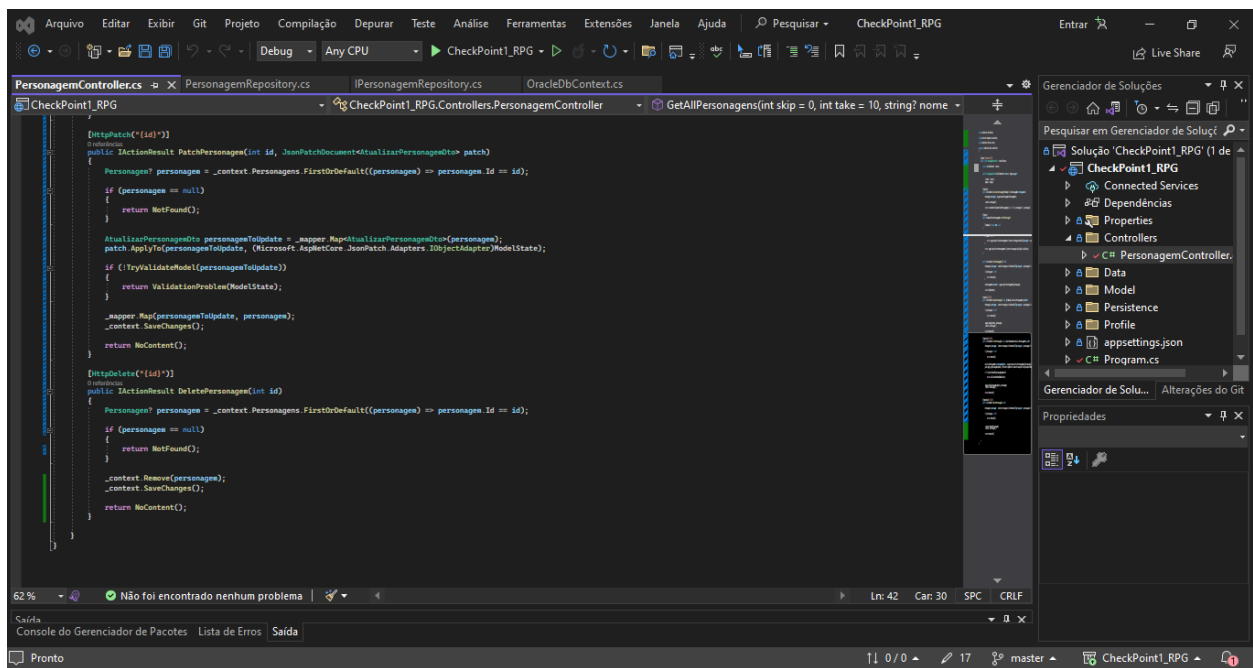 Arquivo Editar Exibir Git Projeto Compilação Depurar Teste Análise Ferramentas Extensões Janela Ajuda Pesquisar CheckPoint1_RPG Entrar
Debug Any CPU CheckPoint1_RPG Live Share
PersonagemController.cs PersonagemRepository.cs IPersonagemRepository.cs OracleDbContext.cs
CheckPoint1_RPG CheckPoint1_RPG.Controllers.PersonagemController GetAllPersonagens(int skip = 0, int take = 10, string? nome
}
[HttpPatch("{id}")]
0 referências
public IActionResult PatchPersonagem(int id, JsonPatchDocument<AtualizarPersonagemDto> patch)
{
Personagem? personagem = _context.Personagens.FirstOrDefault((personagem) => personagem.Id == id);
if (personagem == null)
{
return NotFound();
}
AtualizarPersonagemDto personagemToUpdate = _mapper.Map<AtualizarPersonagemDto>(personagem);
patch.ApplyTo(personagemToUpdate, (Microsoft.AspNetCore.JsonPatch.Adapters.IObjectAdapter)ModelState);
if (!TryValidateModel(personagemToUpdate))
{
return ValidationProblem(ModelState);
}
_mapper.Map(personagemToUpdate, personagem);
_context.SaveChanges();
return NoContent();
}
[HttpDelete("{id}")]
0 referências
public IActionResult DeletePersonagem(int id)
{
Personagem? personagem = _context.Personagens.FirstOrDefault((personagem) => personagem.Id == id);
if (personagem == null)
{
return NotFound();
}
_context.Remove(personagem);
_context.SaveChanges();
return NoContent();
}
}
}
62 % Não foi encontrado nenhum problema Ln: 42 Car: 30 SPC CRLF
Saída
Console do Gerenciador de Pacotes Lista de Erros Saída
Gerenciador de Soluções
Pesquisar em Gerenciador de Soluçõ
Solução 'CheckPoint1_RPG' (1 de
CheckPoint1_RPG
Connected Services
Dependências
Properties
Controllers
C# PersonagemController.
Data
Model
Persistence
Profile
appsettings.json
C# Program.cs
Gerenciador de Solu... Alterações do Git
Propriedades
Pronto 0 / 0 17 master CheckPoint1_RPG 1